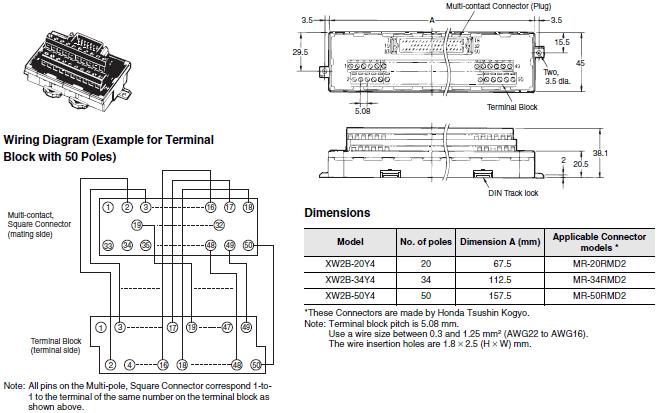 Multi-contact Connector (Plug)
3.5
A
3.5
29.5
15.5
45
1
49
2
50
Two,
3.5 dia.
5.08
Terminal Block
Wiring Diagram (Example for Terminal
Block with 50 Poles)
2
20.5
38.1
DIN Track lock
Multi-contact,
Square Connector
(mating side)
1 2 3 16 17 18
19 32
33 34 35 48 49 50
Terminal Block
(terminal side)
1 3 17 19 47 49
2 4 16 18 48 50
Note: All pins on the Multi-pole, Square Connector correspond 1-to-
1 to the terminal of the same number on the terminal block as
shown above.
Dimensions
Model No. of poles Dimension A (mm) Applicable Connector
models *
XW2B-20Y4 20 67.5 MR-20RMD2
XW2B-34Y4 34 112.5 MR-34RMD2
XW2B-50Y4 50 157.5 MR-50RMD2
*These Connectors are made by Honda Tsushin Kogyo.
Note: Terminal block pitch is 5.08 mm.
Use a wire size between 0.3 and 1.25 mm² (AWG22 to AWG16).
The wire insertion holes are 1.8 × 2.5 (H × W) mm.